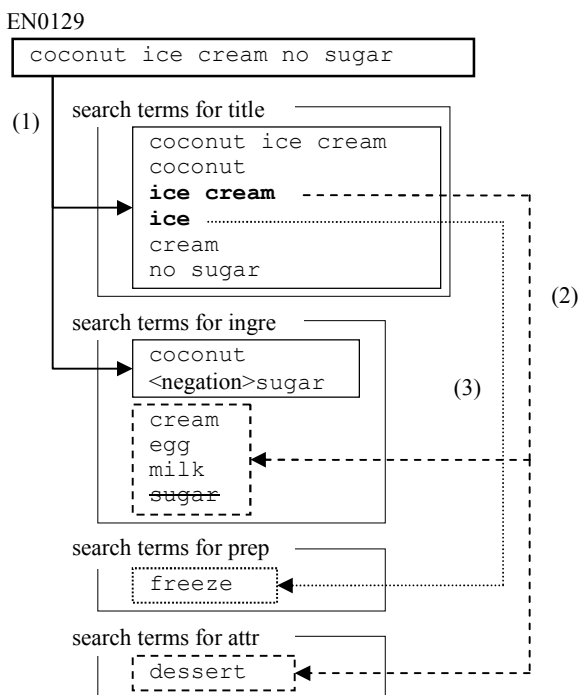 EN0129
coconut ice cream no sugar
(1)
search terms for title
coconut ice cream
coconut
ice cream
ice
cream
no sugar
(2)
search terms for ingre
coconut
<negation>sugar
(3)
cream
egg
milk
sugar
search terms for prep
freeze
search terms for attr
dessert